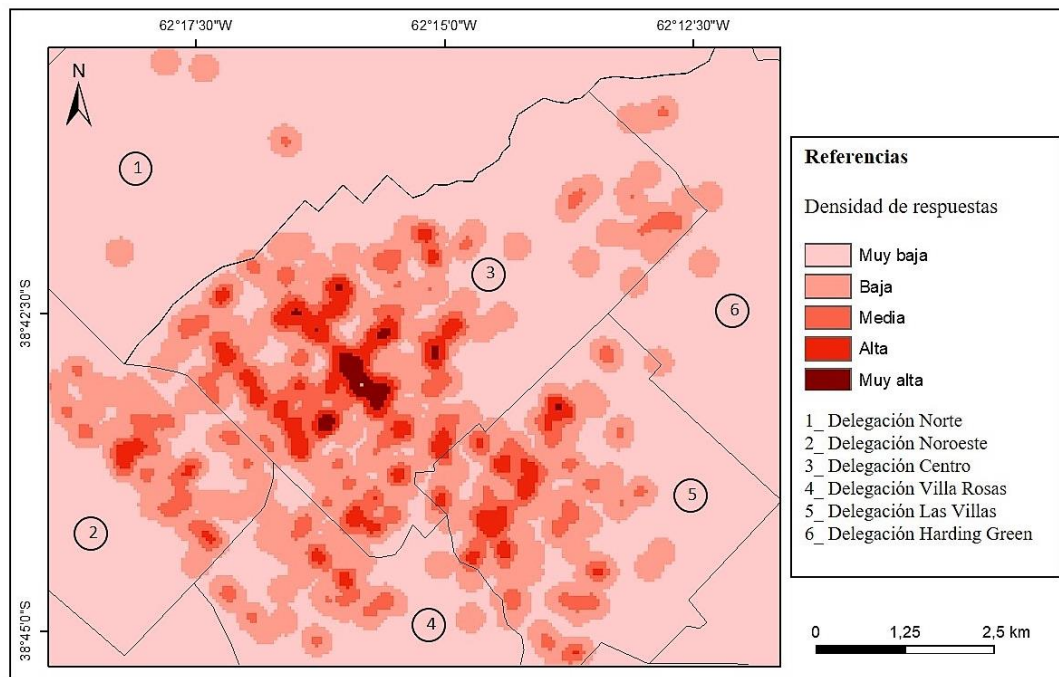 62°17'30"W
62°15'0"W
62°12'30"W
N
38°42'30"S
38°45'0"S
1
2
3
4
5
6
Referencias
Densidad de respuestas
Muy baja
Baja
Media
Alta
Muy alta
1_ Delegación Norte
2_ Delegación Noroeste
3_ Delegación Centro
4_ Delegación Villa Rosas
5_ Delegación Las Villas
6_ Delegación Harding Green
0 1,25 2,5 km